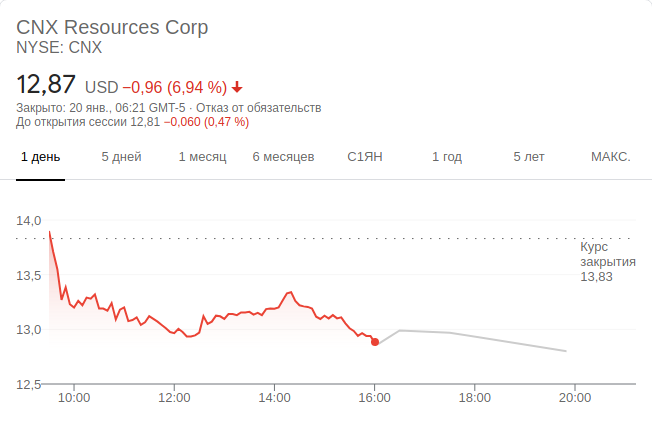 CNX Resources Corp
NYSE: CNX
12,87 USD −0,96 (6,94 %)
Закрыто: 20 янв., 06:21 GMT-5 · Отказ от обязательств
До открытия сессии 12,81 −0,060 (0,47 %)
1 день 5 дней 1 месяц 6 месяцев С1ЯН 1 год 5 лет МАКС.
14,0
Курс
закрытия
13,83
13,5
13,0
12,5
10:00 12:00 14:00 16:00 18:00 20:00